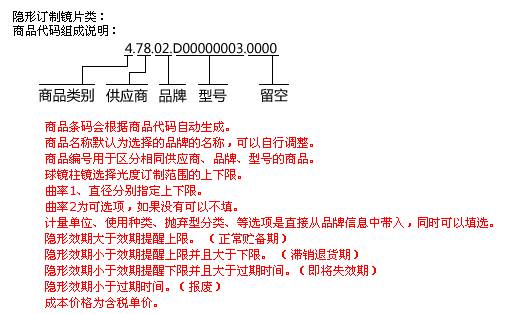 隐形订制镜片类：
商品代码组成说明：
4.78.02.D00000003.0000
商品类别 供应商 品牌 型号 留空
商品条码会根据商品代码自动生成。
商品名称默认为选择的品牌的名称，可以自行调整。
商品编号用于区分相同供应商、品牌、型号的商品。
球镜柱镜选择光度订制范围的上下限。
曲率1、直径分别指定上下限。
曲率2为可选项，如果没有可以不填。
计量单位、使用种类、抛弃型分类、等选项是直接从品牌信息中带入，同时可以填选。
隐形效期大于效期提醒上限。（正常贮备期）
隐形效期小于效期提醒上限并且大于下限。（滞销退货期）
隐形效期小于效期提醒下限并且大于过期时间。（即将失效期）
隐形效期小于过期时间。（报废）
成本价格为含税单价。